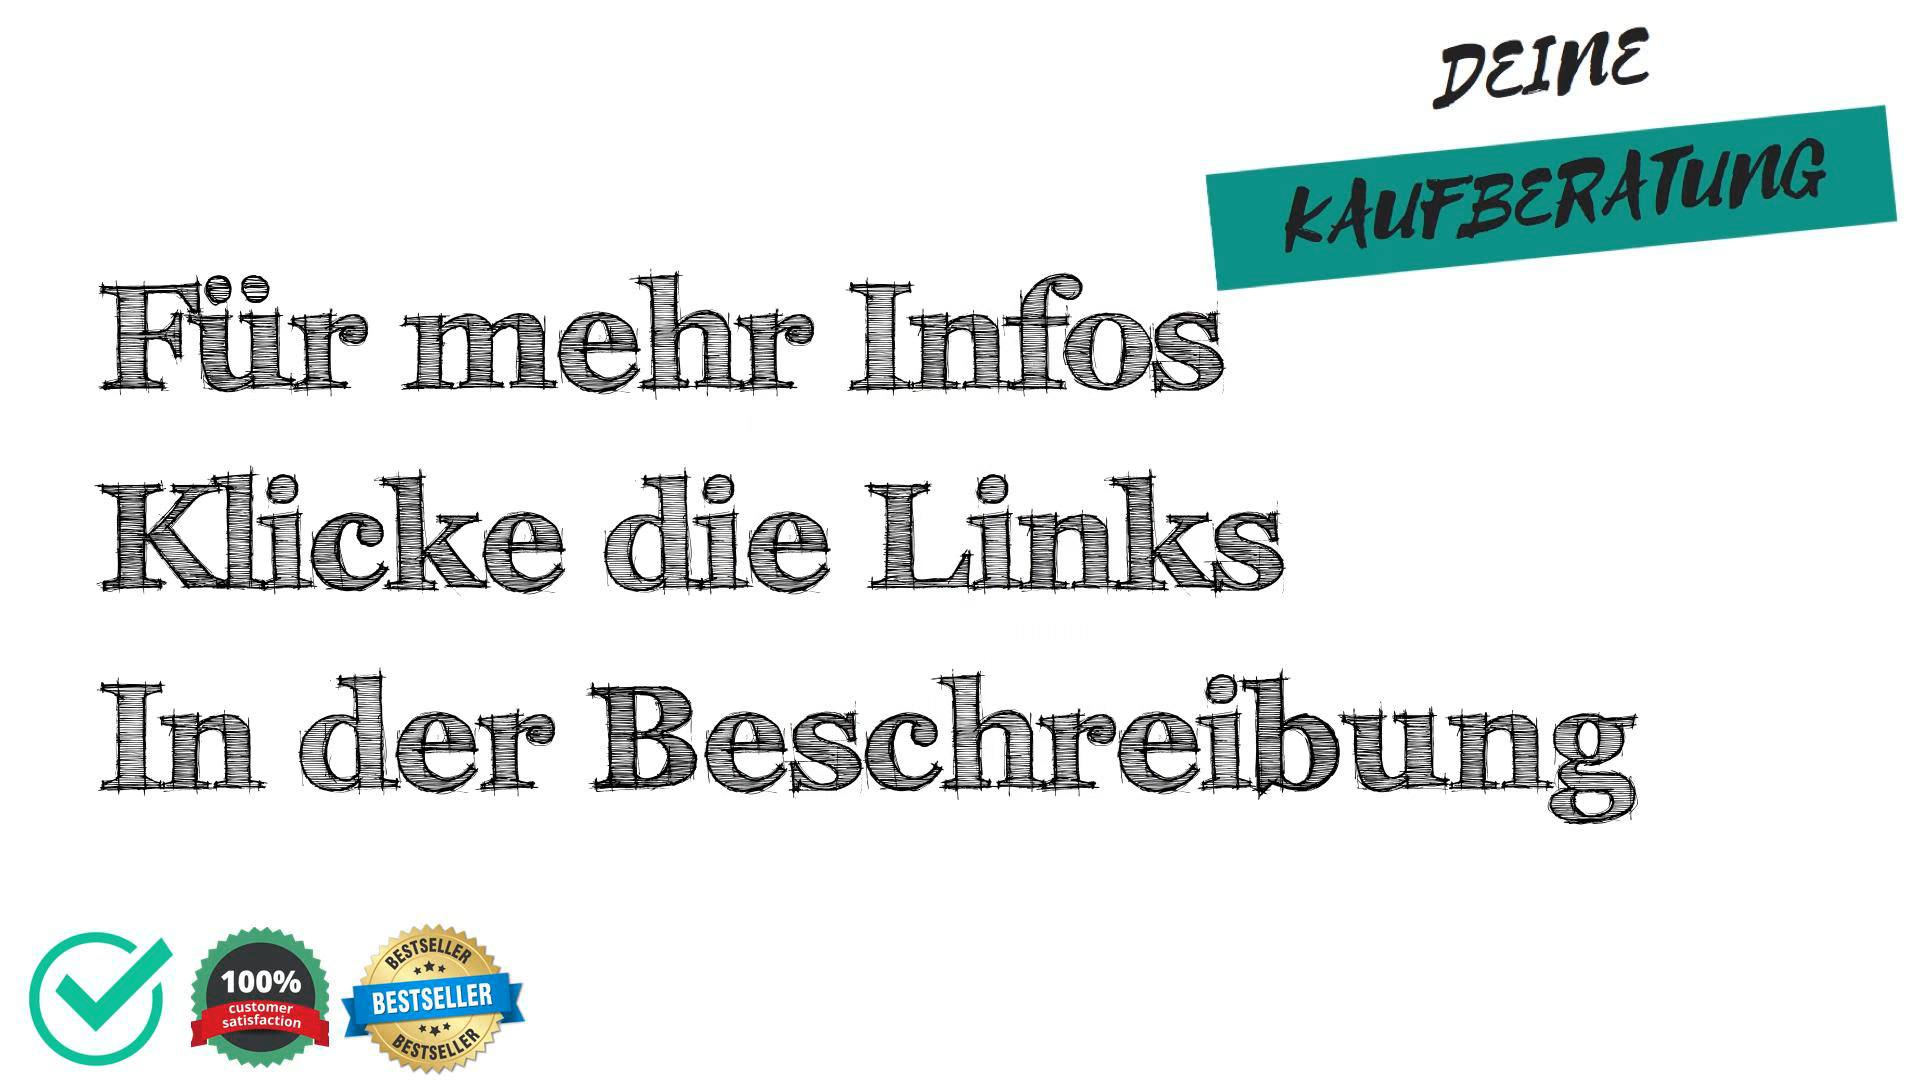 DEINE
KAUFBERATUNG
Für mehr Infos
Klicke die Links
In der Beschreibung
100%
customer
satisfaction
BESTSELLER
BESTSELLER
BESTSELLER